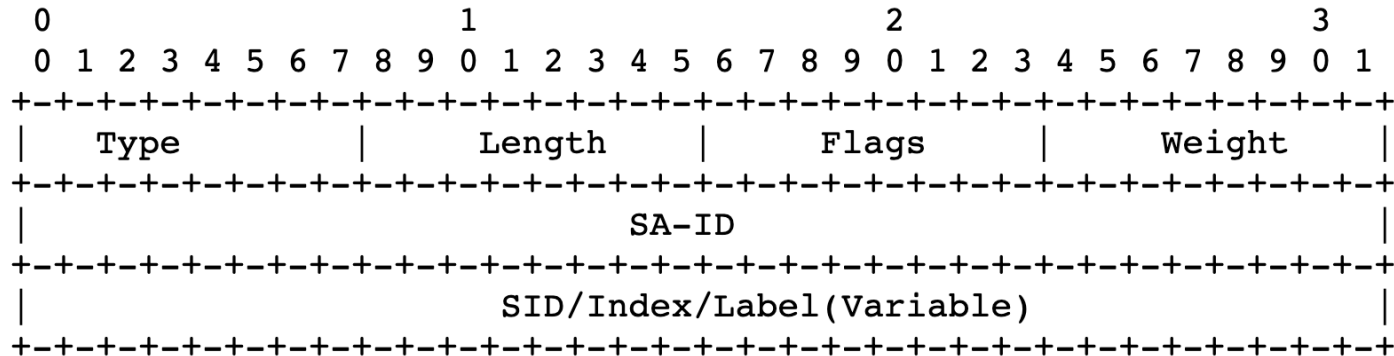 0                   1                   2                   3
 0 1 2 3 4 5 6 7 8 9 0 1 2 3 4 5 6 7 8 9 0 1 2 3 4 5 6 7 8 9 0 1
+-+-+-+-+-+-+-+-+-+-+-+-+-+-+-+-+-+-+-+-+-+-+-+-+-+-+-+-+-+-+-+-+
|   Type        |     Length    |     Flags     |     Weight    |
+-+-+-+-+-+-+-+-+-+-+-+-+-+-+-+-+-+-+-+-+-+-+-+-+-+-+-+-+-+-+-+-+
|                            SA-ID                              |
+-+-+-+-+-+-+-+-+-+-+-+-+-+-+-+-+-+-+-+-+-+-+-+-+-+-+-+-+-+-+-+-+
|                      SID/Index/Label(Variable)                |
+-+-+-+-+-+-+-+-+-+-+-+-+-+-+-+-+-+-+-+-+-+-+-+-+-+-+-+-+-+-+-+-+